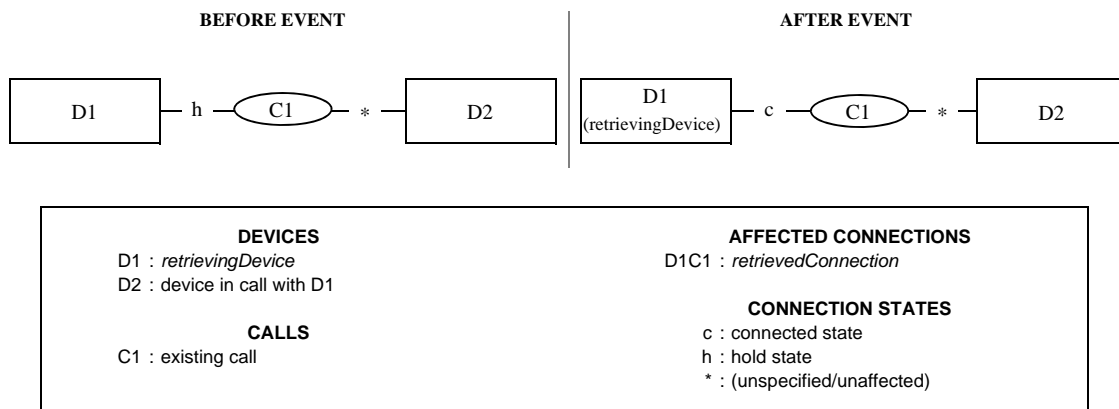 BEFORE EVENT
AFTER EVENT
D1 h C1 * D2
D1
(retrievingDevice)
c C1 * D2
DEVICES
D1 : retrievingDevice
D2 : device in call with D1
CALLS
C1 : existing call
AFFECTED CONNECTIONS
D1C1 : retrievedConnection
CONNECTION STATES
c : connected state
h : hold state
* : (unspecified/unaffected)